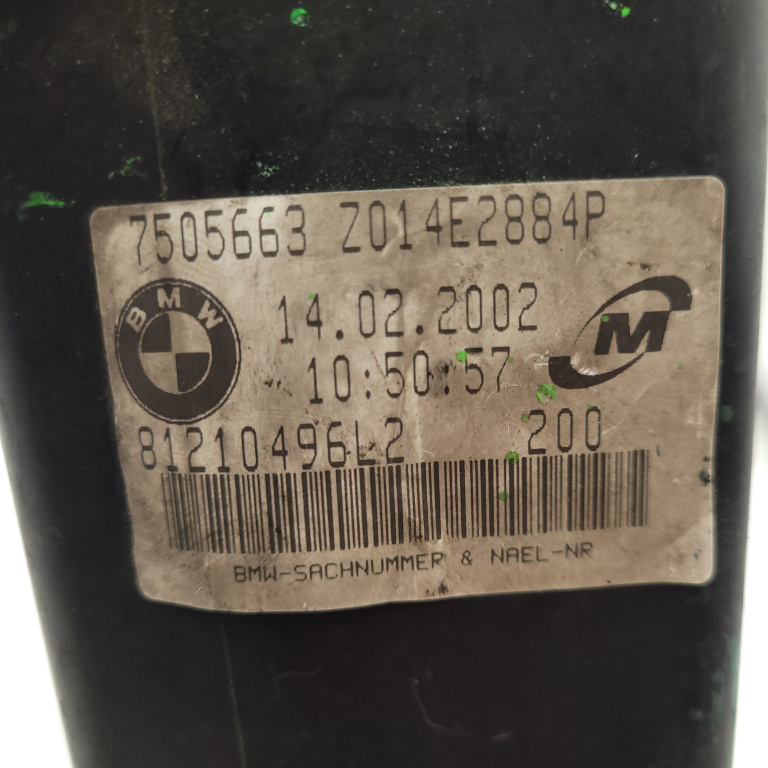 7505663 Z014E2884P
BMW
14.02.2002
M
10:50:57
81210496L2 200
BMW-SACHNUMMER & NAEL-NR